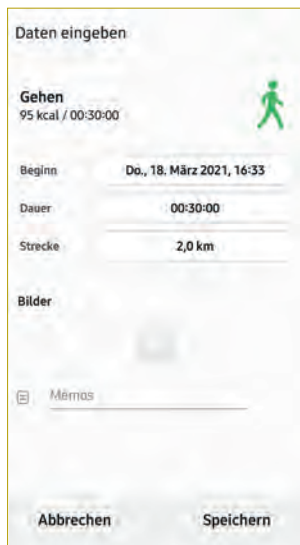 Daten eingeben
Gehen
95 kcal / 00:30:00
Beginn Do., 18. März 2021, 16:33
Dauer 00:30:00
Strecke 2,0 km
Bilder
Memos
Abbrechen Speichern